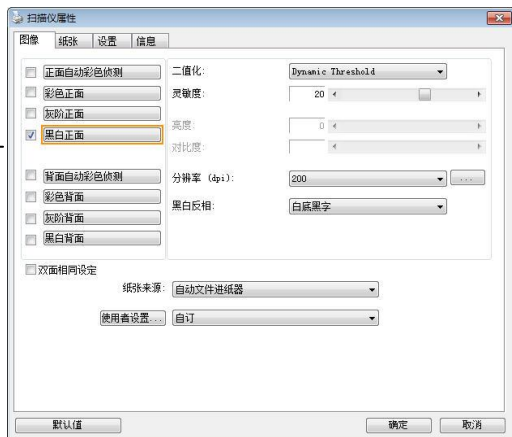 扫描仪属性
图像 纸张 设置 信息
正面自动彩色侦测
彩色正面
灰阶正面
黑白正面
背面自动彩色侦测
彩色背面
灰阶背面
黑白背面
二值化: Dynamic Threshold
灵敏度: 20
亮度: 0
对比度:
分辨率 (dpi): 200 ...
黑白反相: 白底黑字
双面相同设定
纸张来源: 自动文件进纸器
使用者设置... 自订
默认值 确定 取消